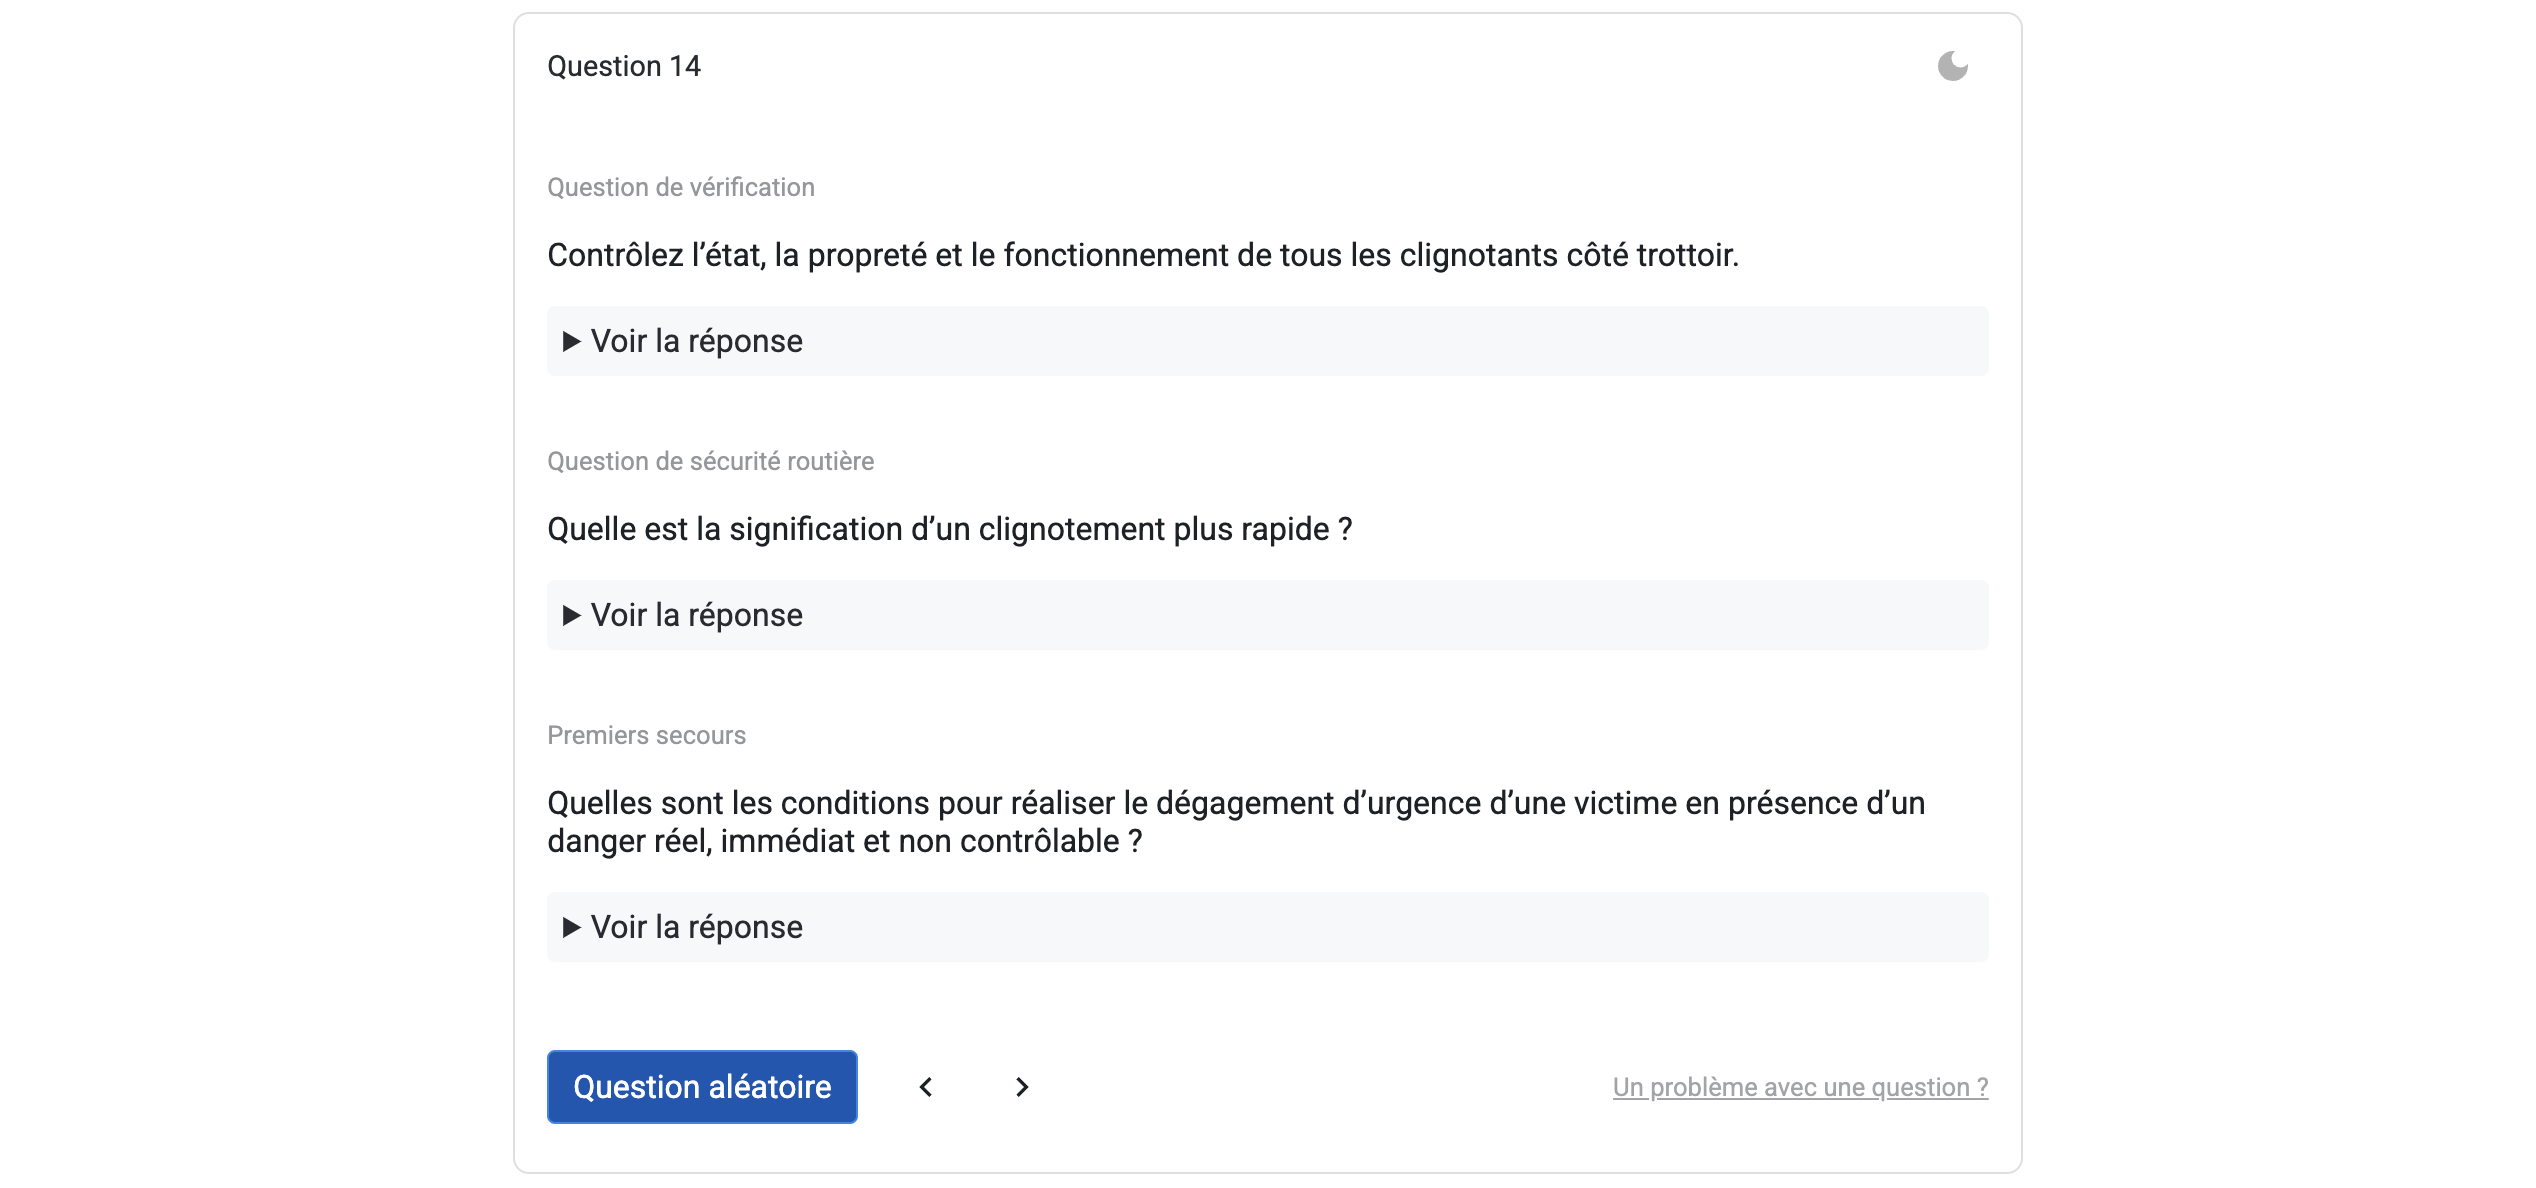 Question 14
Question de vérification
Contrôlez l’état, la propreté et le fonctionnement de tous les clignotants côté trottoir.
▶ Voir la réponse
Question de sécurité routière
Quelle est la signification d’un clignotement plus rapide ?
▶ Voir la réponse
Premiers secours
Quelles sont les conditions pour réaliser le dégagement d’urgence d’une victime en présence d’un
danger réel, immédiat et non contrôlable ?
▶ Voir la réponse
Question aléatoire
Un problème avec une question ?